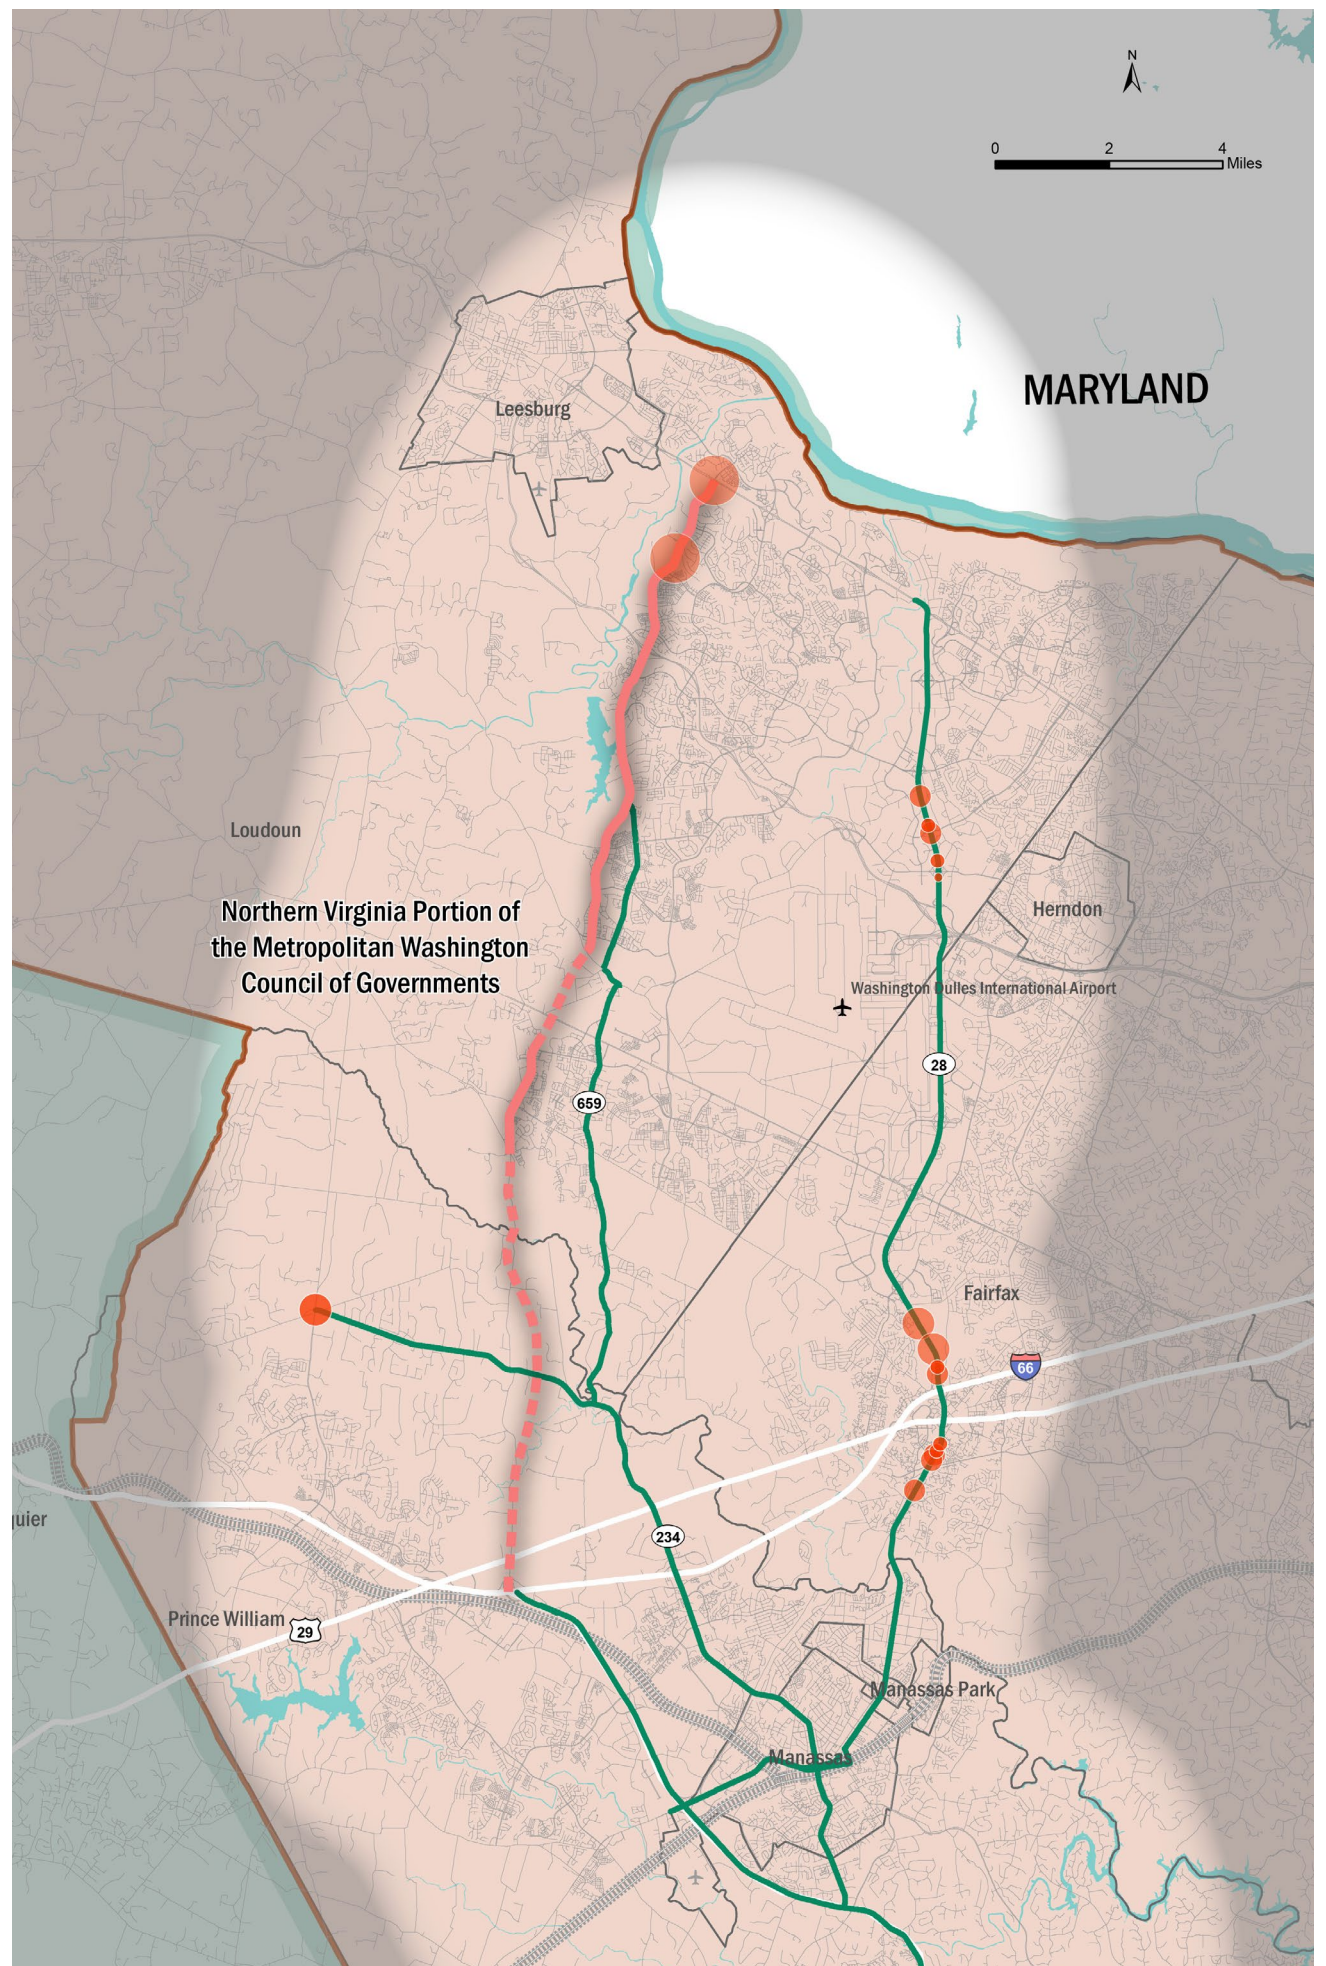 N
0 2 4
Miles
MARYLAND
Leesburg
Loudoun
Herndon
Northern Virginia Portion of
the Metropolitan Washington
Council of Governments
Washington Dulles International Airport
28
659
Fairfax
66
quier
234
Prince William
29
Manassas Park
Manassas